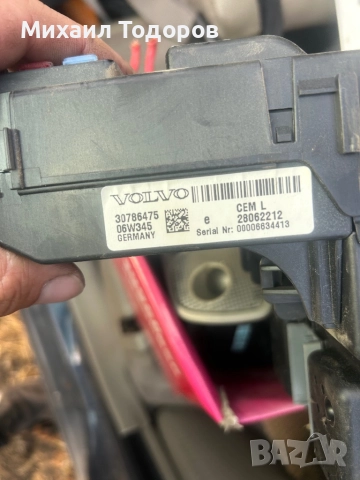 Михаил Тодоров
VOLVO
30786475
06W345
GERMANY
e
CEM L
28062212
Serial Nr: 00006634413
BAZAR